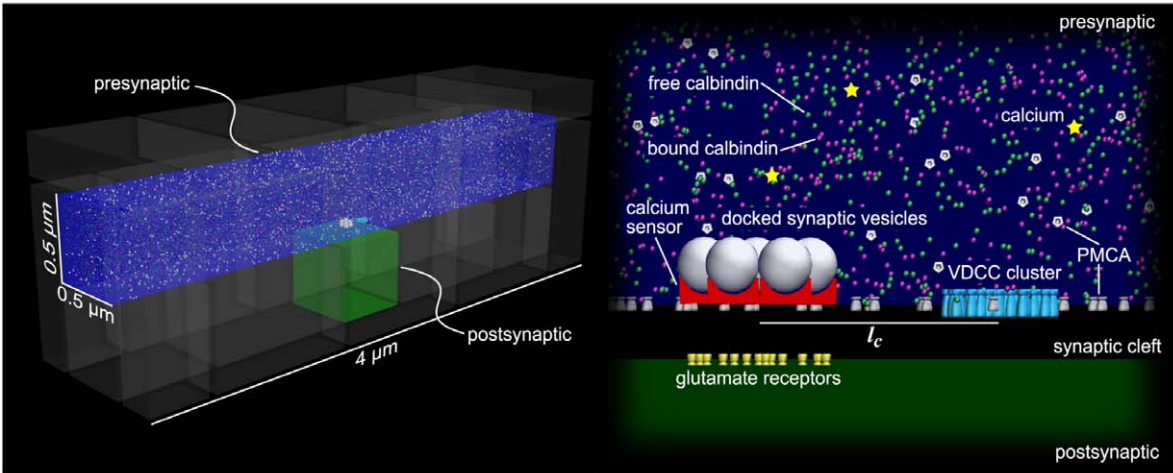 presynaptic
0.5 µm
0.5 µm
4 µm
postsynaptic
presynaptic
free calbindin
calcium
bound calbindin
calcium
sensor
docked synaptic vesicles
PMCA
VDCC cluster
lc
synaptic cleft
glutamate receptors
postsynaptic